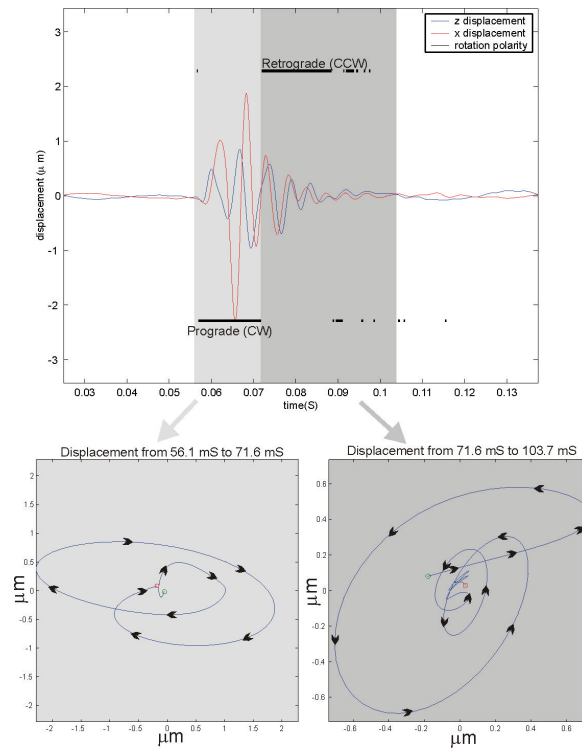 z displacement
x displacement
rotation polarity
Retrograde (CCW)
Prograde (CW)
displacement (μ m)
3
2
1
0
-1
-2
-3
0.03 0.04 0.05 0.06 0.07 0.08 0.09 0.1 0.11 0.12 0.13
time(S)
Displacement from 56.1 mS to 71.6 mS
2
1.5
1
0.5
0
-0.5
-1
-1.5
-2
μm
-2 -1.5 -1 -0.5 0 0.5 1 1.5 2
μm
Displacement from 71.6 mS to 103.7 mS
0.6
0.4
0.2
0
-0.2
-0.4
-0.6
μm
-0.6 -0.4 -0.2 0 0.2 0.4 0.6
μm